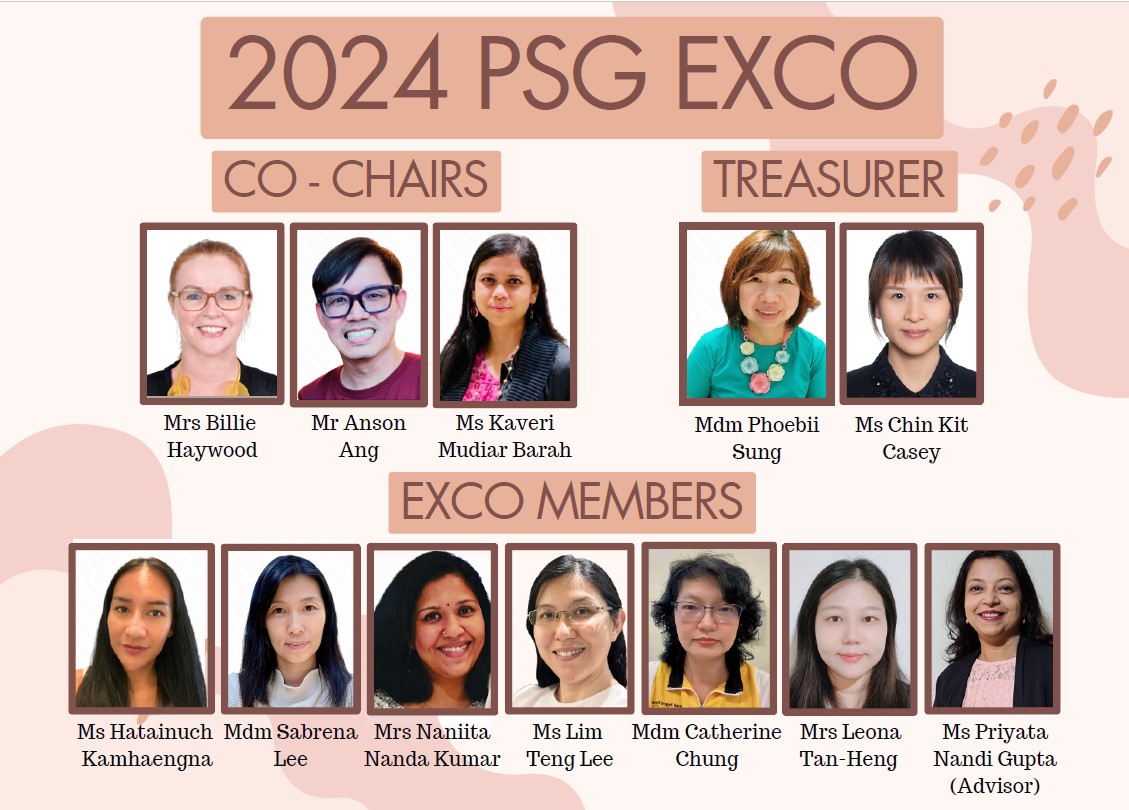 2024 PSG EXCO
CO - CHAIRS
TREASURER
Mrs Billie
Haywood
Mr Anson
Ang
Ms Kaveri
Mudiar Barah
Mdm Phoebii
Sung
Ms Chin Kit
Casey
EXCO MEMBERS
Ms Hatainuch
Kamhaengna
Mdm Sabrena
Lee
Mrs Naniita
Nanda Kumar
Ms Lim
Teng Lee
Mdm Catherine
Chung
Mrs Leona
Tan-Heng
Ms Priyata
Nandi Gupta
(Advisor)